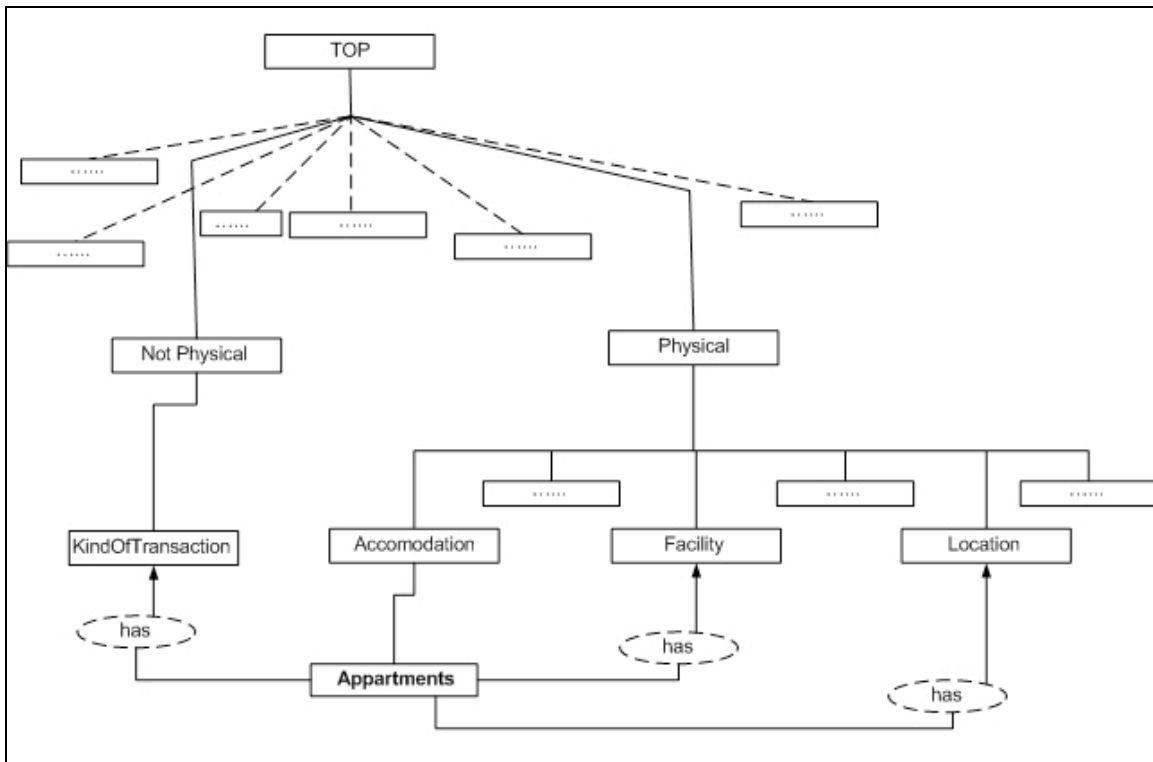 TOP
......
......
......
......
......
......
Not Physical
Physical
......
......
......
KindOfTransaction
Accomodation
Facility
Location
has
has
has
Appartments